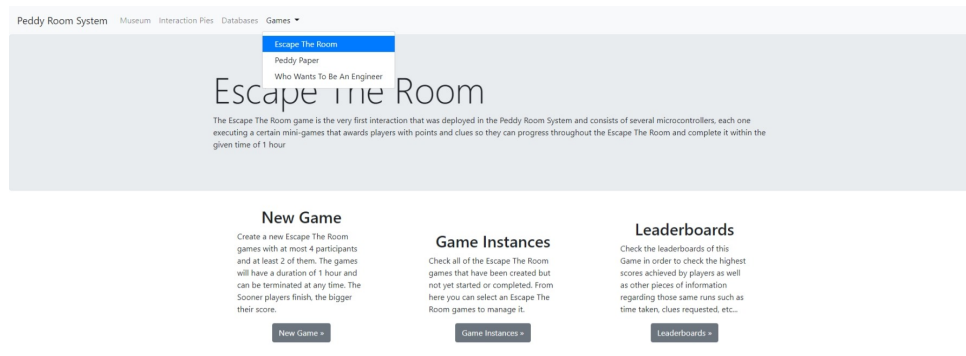 Peddy Room System Museum Interaction Pies Databases Games
Escape The Room
Peddy Paper
Who Wants To Be An Engineer
Escape The Room
The Escape The Room game is the very first interaction that was deployed in the Peddy Room System and consists of several microcontrollers, each one
executing a certain mini-games that awards players with points and clues so they can progress throughout the Escape The Room and complete it within the
given time of 1 hour
New Game
Create a new Escape The Room
games with at most 4 participants
and at least 2 of them. The games
will have a duration of 1 hour and
can be terminated at any time. The
Sooner players finish, the bigger
their score.
New Game »
Game Instances
Check all of the Escape The Room
games that have been created but
not yet started or completed. From
here you can select an Escape The
Room games to manage it.
Game Instances »
Leaderboards
Check the leaderboards of this
Game in order to check the highest
scores achieved by players as well
as other pieces of information
regarding those same runs such as
time taken, clues requested, etc...
Leaderboards »